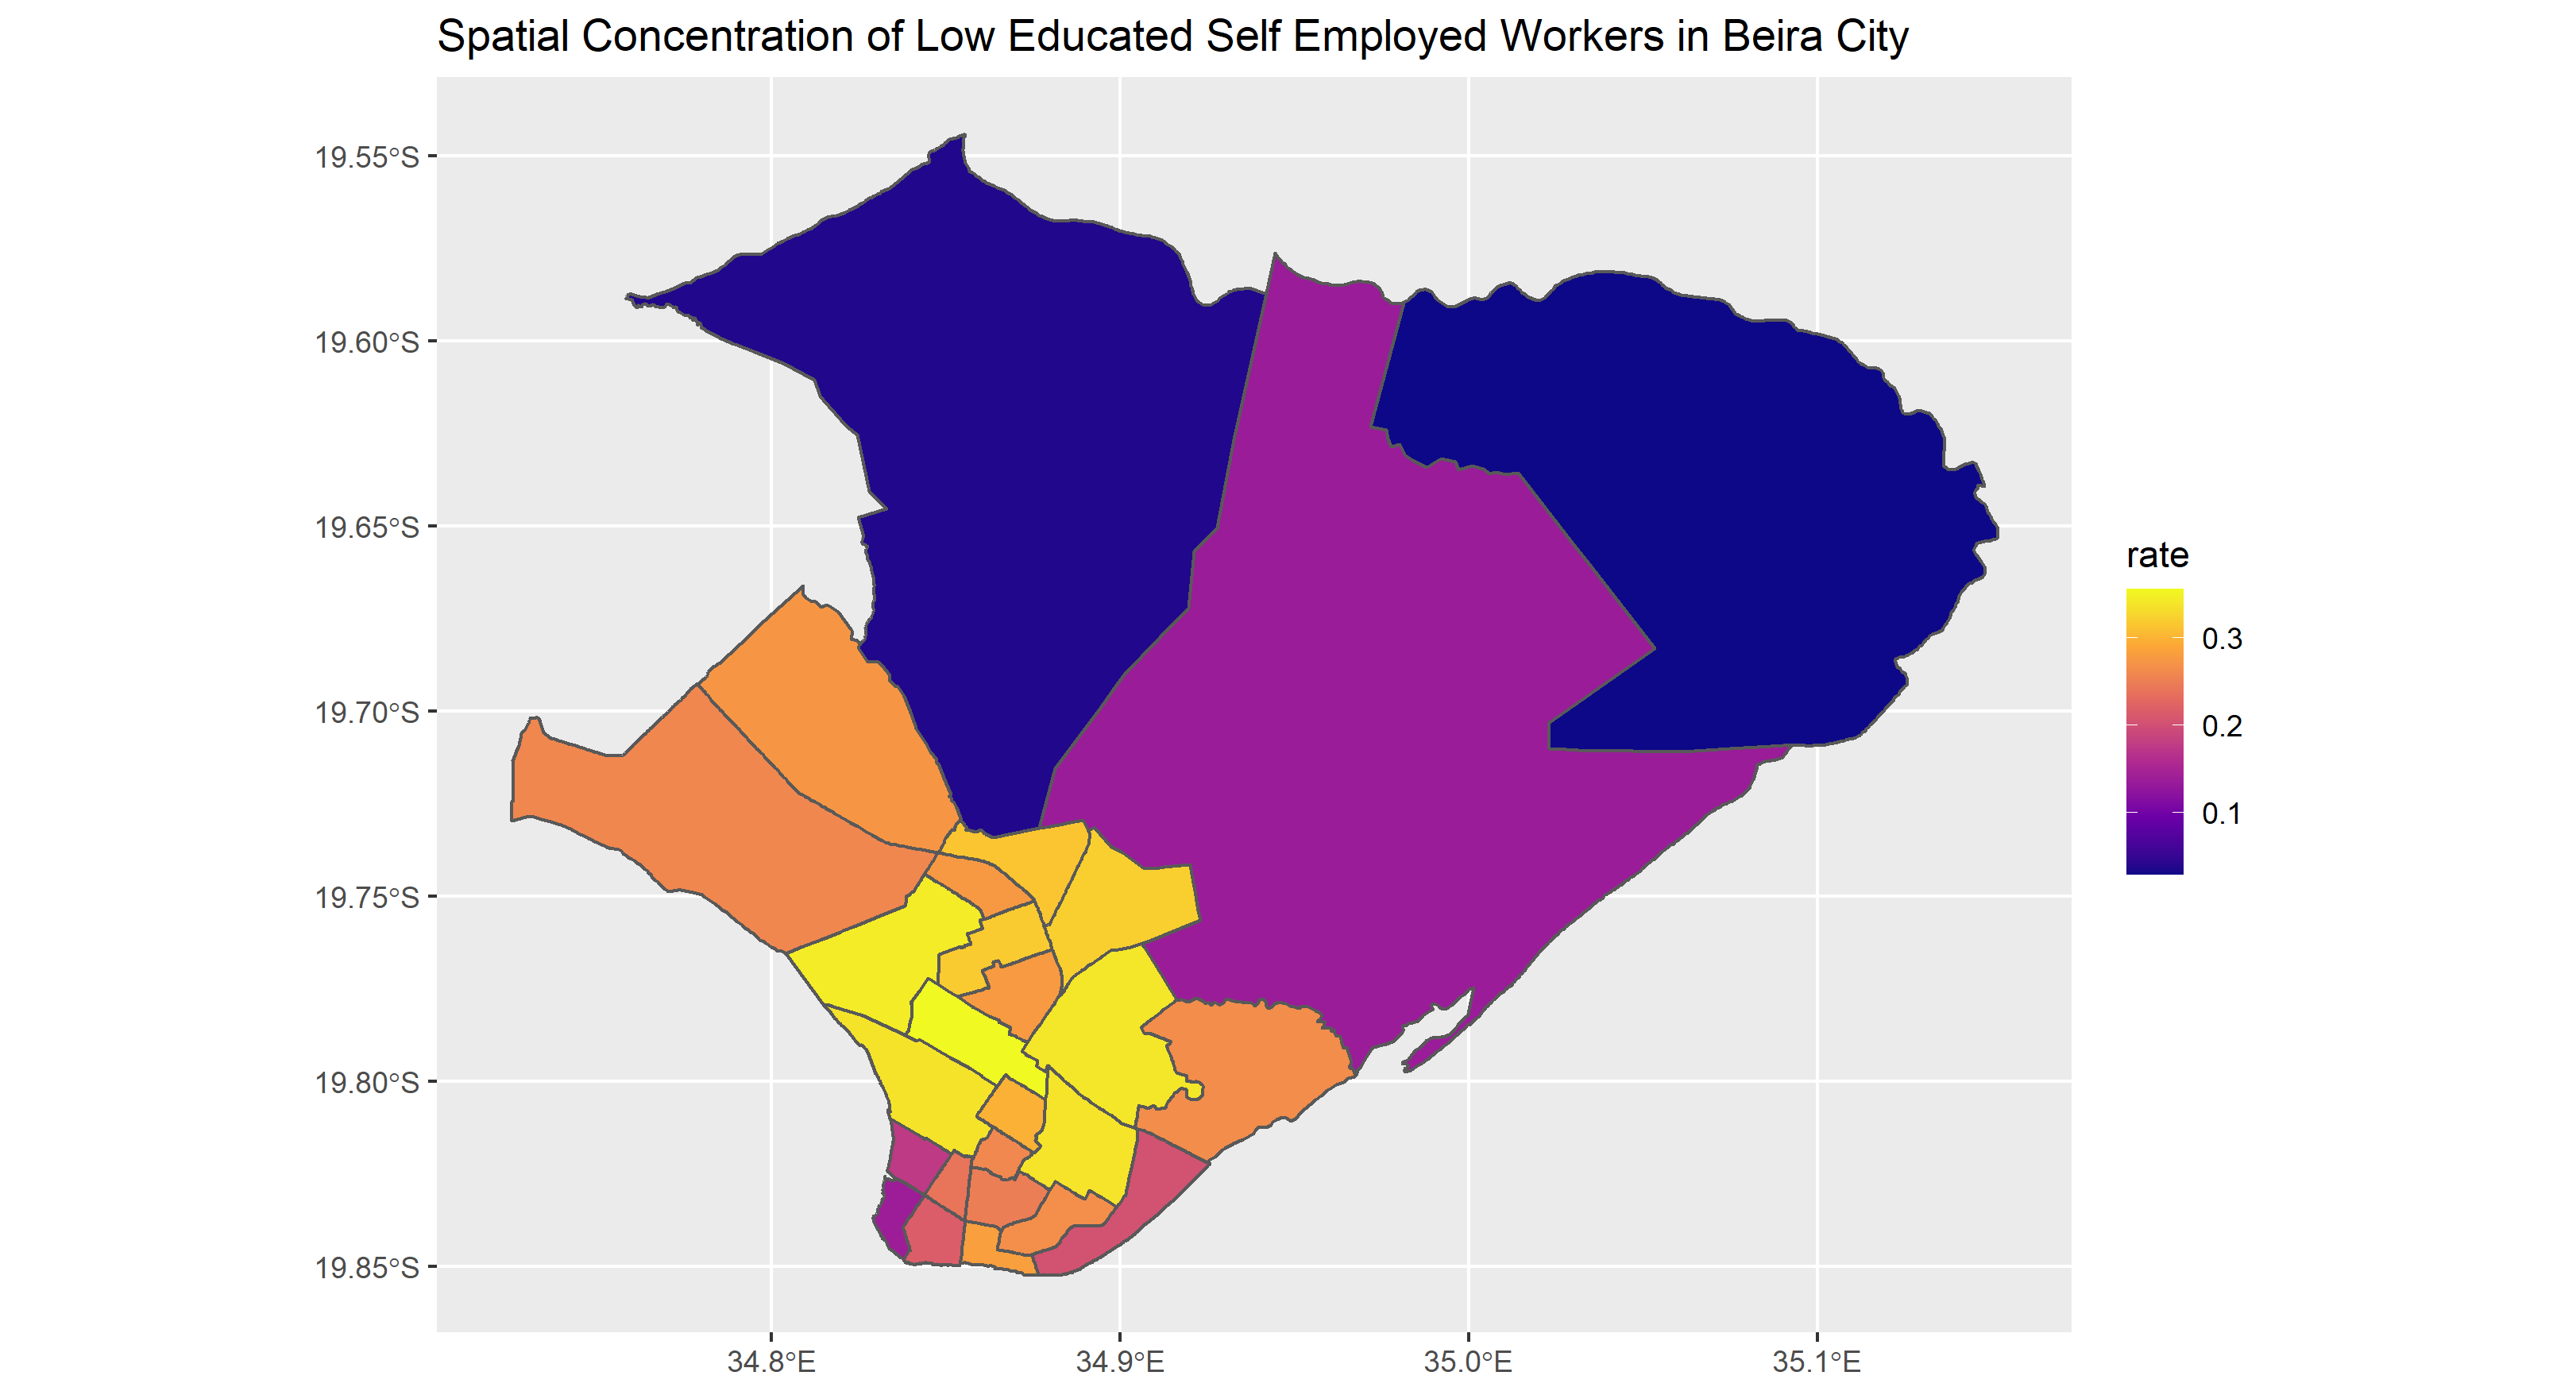 Spatial Concentration of Low Educated Self Employed Workers in Beira City
19.55°S
19.60°S
19.65°S
19.70°S
19.75°S
19.80°S
19.85°S
34.8°E
34.9°E
35.0°E
35.1°E
rate
0.3
0.2
0.1